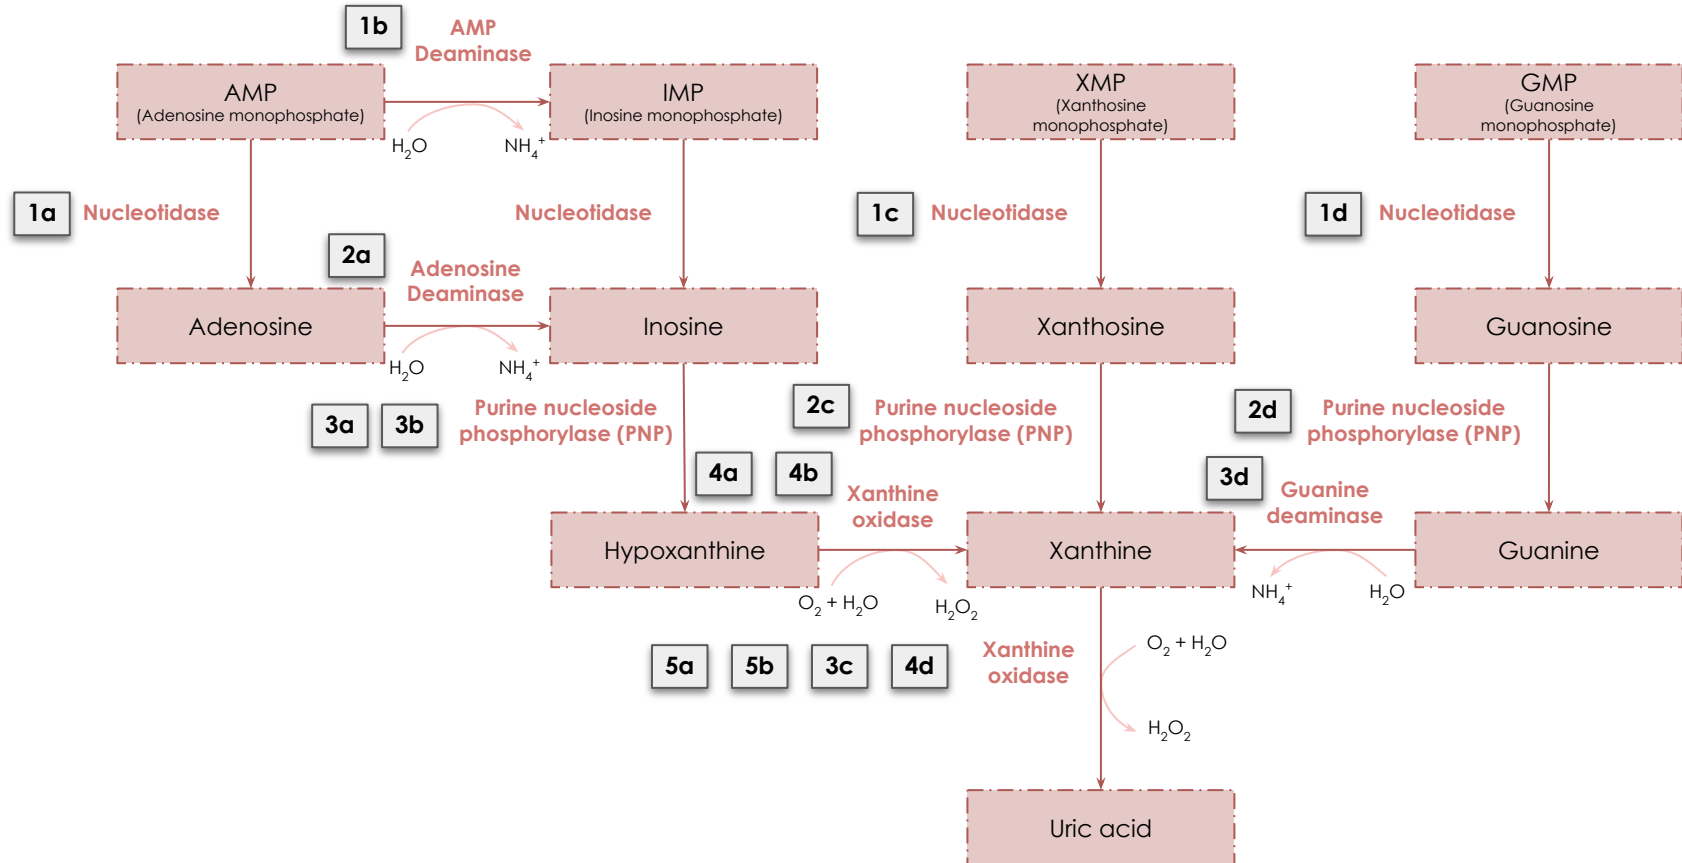 1b
AMP
Deaminase
AMP
(Adenosine monophosphate)
IMP
(Inosine monophosphate)
XMP
(Xanthosine
monophosphate)
GMP
(Guanosine
monophosphate)
H₂O
NH₄⁺
1a
Nucleotidase
Nucleotidase
1c
Nucleotidase
1d
Nucleotidase
2a
Adenosine
Deaminase
Adenosine
Inosine
Xanthosine
Guanosine
H₂O
NH₄⁺
3a
3b
Purine nucleoside
phosphorylase (PNP)
2c
Purine nucleoside
phosphorylase (PNP)
2d
Purine nucleoside
phosphorylase (PNP)
4a
4b
Xanthine
oxidase
3d
Guanine
deaminase
Hypoxanthine
Xanthine
Guanine
O₂ + H₂O
H₂O₂
NH₄⁺
H₂O
5a
5b
3c
4d
Xanthine
oxidase
O₂ + H₂O
H₂O₂
Uric acid